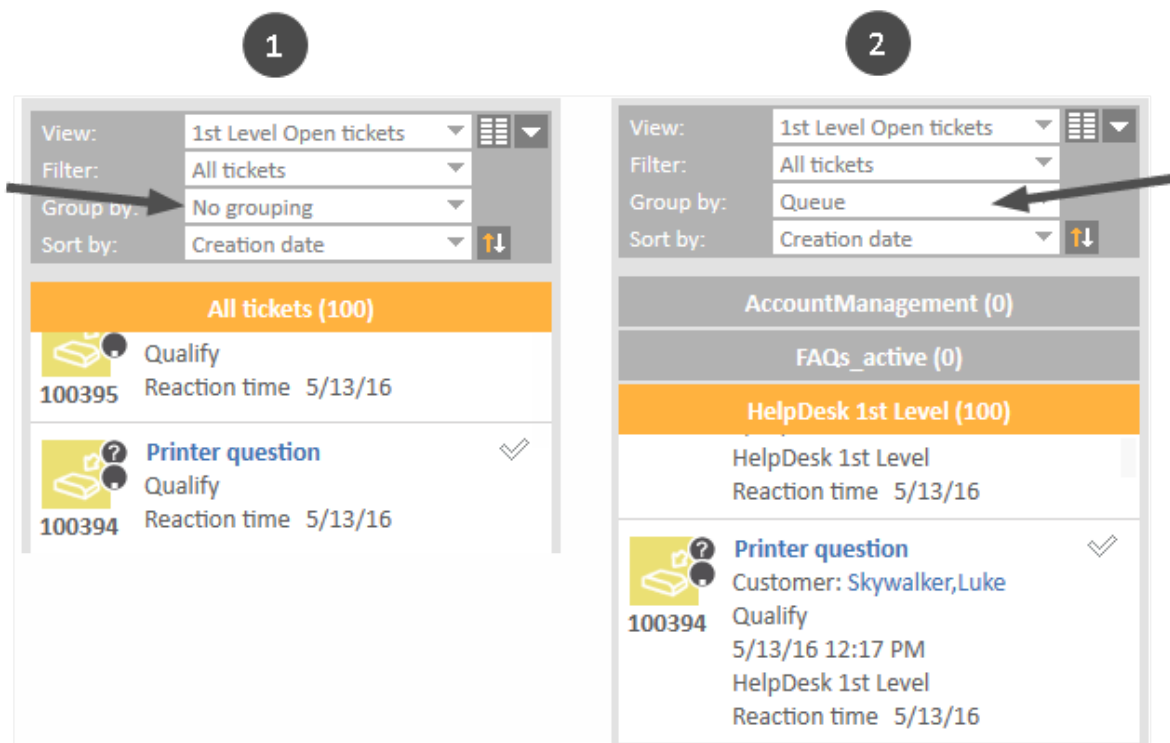 1
View: 1st Level Open tickets
Filter: All tickets
Group by: No grouping
Sort by: Creation date
All tickets (100)
Qualify
100395 Reaction time 5/13/16
Printer question
Qualify
100394 Reaction time 5/13/16
2
View: 1st Level Open tickets
Filter: All tickets
Group by: Queue
Sort by: Creation date
AccountManagement (0)
FAQs_active (0)
HelpDesk 1st Level (100)
HelpDesk 1st Level
Reaction time 5/13/16
? Printer question
Customer: Skywalker,Luke
100394 Qualify
5/13/16 12:17 PM
HelpDesk 1st Level
Reaction time 5/13/16